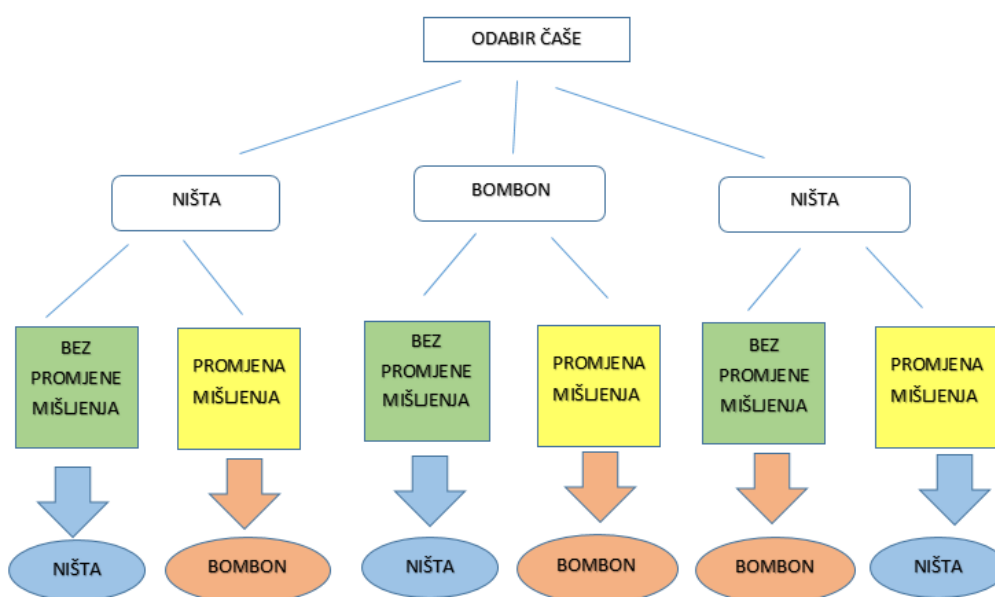 ODABIR ČAŠE
NIŠTA
BOMBON
NIŠTA
BEZ
PROMJENE
MIŠLJENJA
PROMJENA
MIŠLJENJA
BEZ
PROMJENE
MIŠLJENJA
PROMJENA
MIŠLJENJA
BEZ
PROMJENE
MIŠLJENJA
PROMJENA
MIŠLJENJA
NIŠTA
BOMBON
NIŠTA
BOMBON
BOMBON
NIŠTA